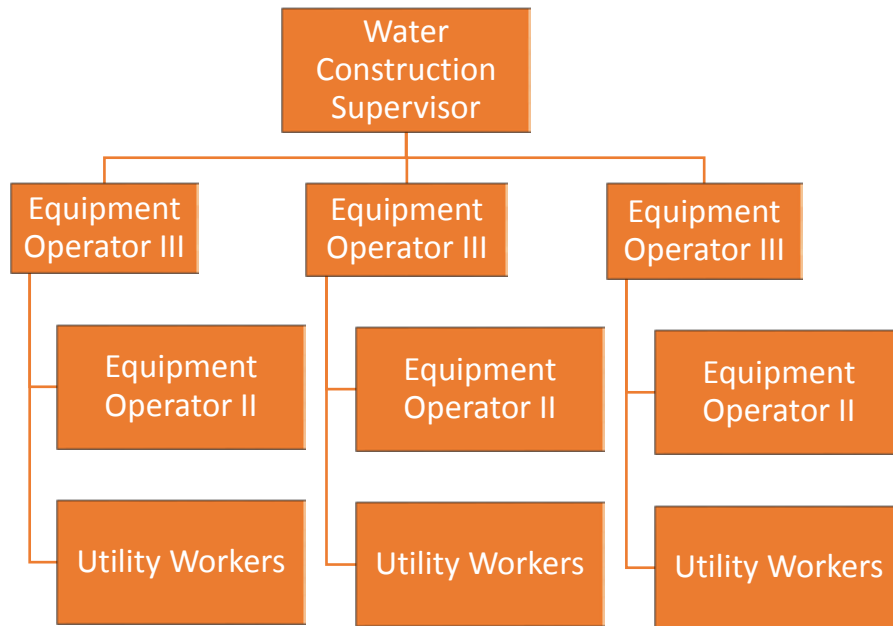 Water
Construction
Supervisor
Equipment
Operator III
Equipment
Operator III
Equipment
Operator III
Equipment
Operator II
Equipment
Operator II
Equipment
Operator II
Utility Workers
Utility Workers
Utility Workers